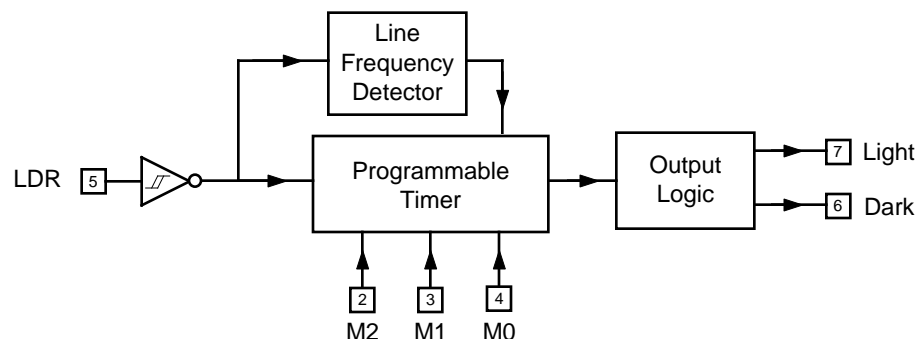 Line
Frequency
Detector
LDR
5
Programmable
Timer
Output
Logic
7
Light
6
Dark
2
3
4
M2
M1
M0